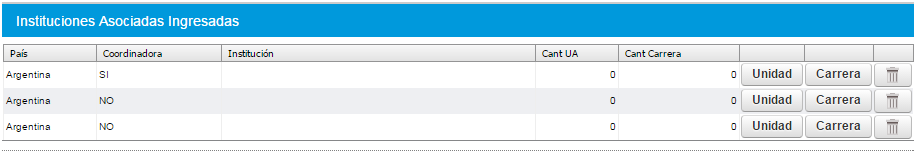 Instituciones Asociadas Ingresadas
País Coordinadora Institución Cant UA Cant Carrera
Argentina SI 0 0 Unidad Carrera
Argentina NO 0 0 Unidad Carrera
Argentina NO 0 0 Unidad Carrera